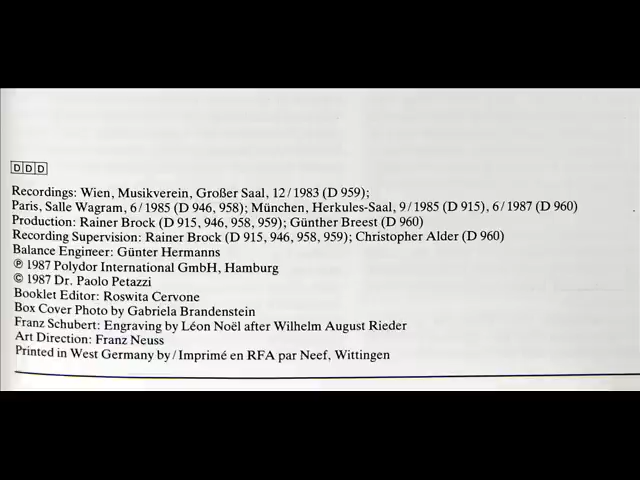 DDD
Recordings: Wien, Musikverein, Großer Saal, 12/1983 (D 959);
Paris, Salle Wagram, 6/1985 (D 946, 958); München, Herkules-Saal, 9/1985 (D 915), 6/1987 (D 960)
Production: Rainer Brock (D 915, 946, 958, 959); Günther Breest (D 960)
Recording Supervision: Rainer Brock (D 915, 946, 958, 959); Christopher Alder (D 960)
Balance Engineer: Günter Hermanns
℗ 1987 Polydor International GmbH, Hamburg
© 1987 Dr. Paolo Petazzi
Booklet Editor: Roswita Cervone
Box Cover Photo by Gabriela Brandenstein
Franz Schubert: Engraving by Léon Noël after Wilhelm August Rieder
Art Direction: Franz Neuss
Printed in West Germany by/Imprimé en RFA par Neef, Wittingen